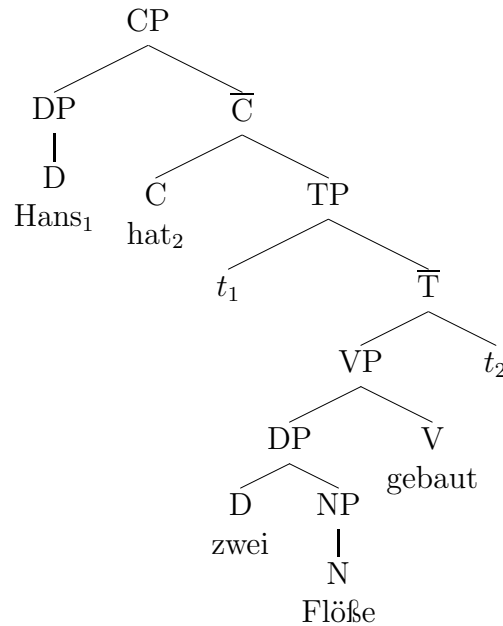 CP
DP C̅
D C TP
Hans₁ hat₂
t₁ T̅
VP t₂
DP V
gebaut
D NP
zwei
N
Flöße